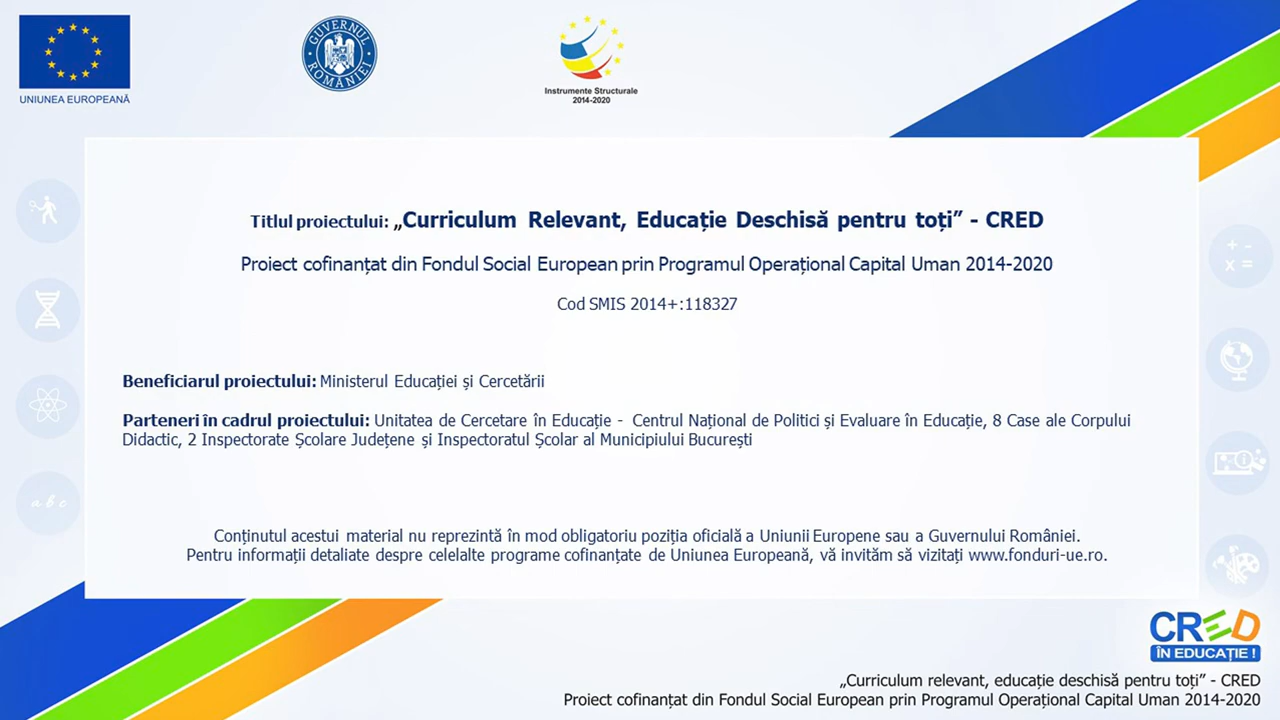 UNIUNEA EUROPEANĂ
GUVERNUL ROMÂNIEI
Instrumente Structurale
2014-2020
Titlul proiectului: „Curriculum Relevant, Educație Deschisă pentru toți” - CRED
Proiect cofinanțat din Fondul Social European prin Programul Operațional Capital Uman 2014-2020
Cod SMIS 2014+:118327
Beneficiarul proiectului: Ministerul Educației și Cercetării
Parteneri în cadrul proiectului: Unitatea de Cercetare în Educație - Centrul Național de Politici și Evaluare în Educație, 8 Case ale Corpului
Didactic, 2 Inspectorate Școlare Județene și Inspectoratul Școlar al Municipiului București
a b c
Conținutul acestui material nu reprezintă în mod obligatoriu poziția oficială a Uniunii Europene sau a Guvernului României.
Pentru informații detaliate despre celelalte programe cofinanțate de Uniunea Europeană, vă invităm să vizitați www.fonduri-ue.ro.
CRED
ÎN EDUCAȚIE !
„Curriculum relevant, educație deschisă pentru toți” - CRED
Proiect cofinanțat din Fondul Social European prin Programul Operațional Capital Uman 2014-2020